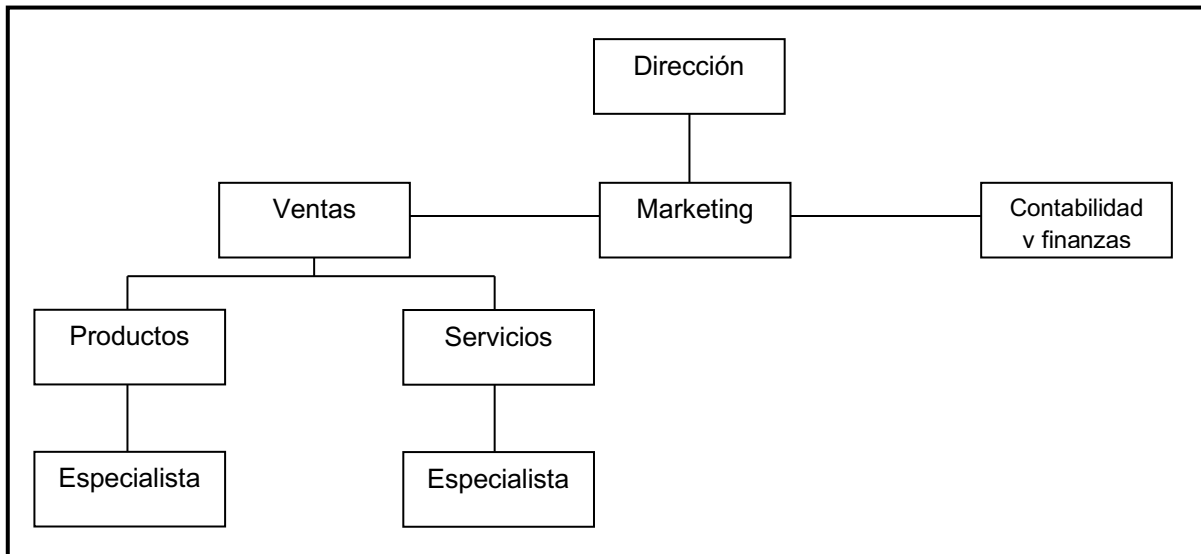 Dirección
Ventas
Marketing
Contabilidad
y finanzas
Productos
Servicios
Especialista
Especialista